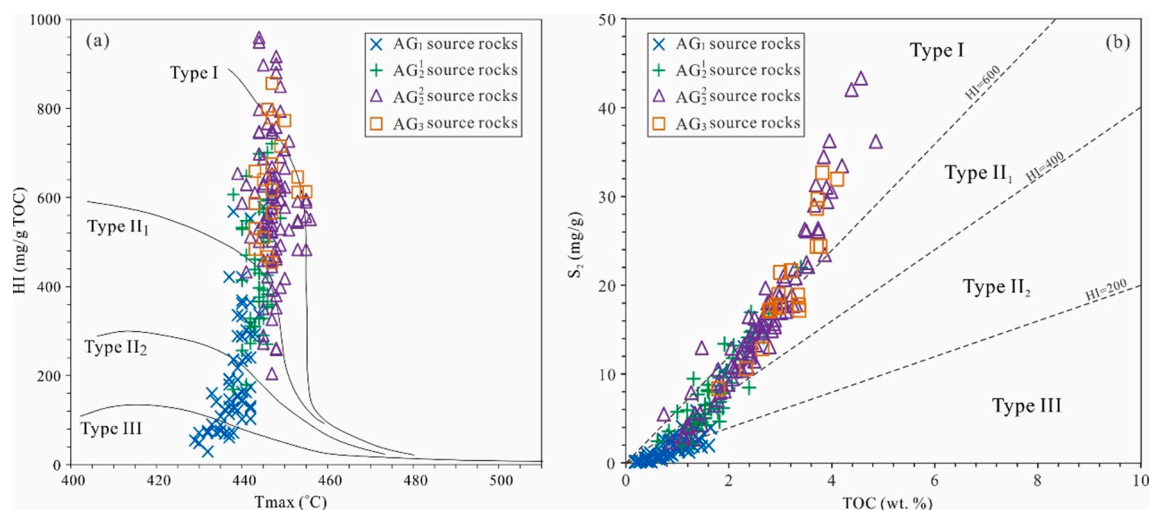 (a)
1000
800
600
400
200
0
HI (mg/g TOC)
Type I
Type II₁
Type II₂
Type III
AG₁ source rocks
AG₂¹ source rocks
AG₂² source rocks
AG₃ source rocks
400
420
440
460
480
500
Tmax (°C)
(b)
50
40
30
20
10
0
S₂ (mg/g)
AG₁ source rocks
AG₂¹ source rocks
AG₂² source rocks
AG₃ source rocks
Type I
HI=600
Type II₁
HI=400
Type II₂
HI=200
Type III
0
2
4
6
8
10
TOC (wt. %)